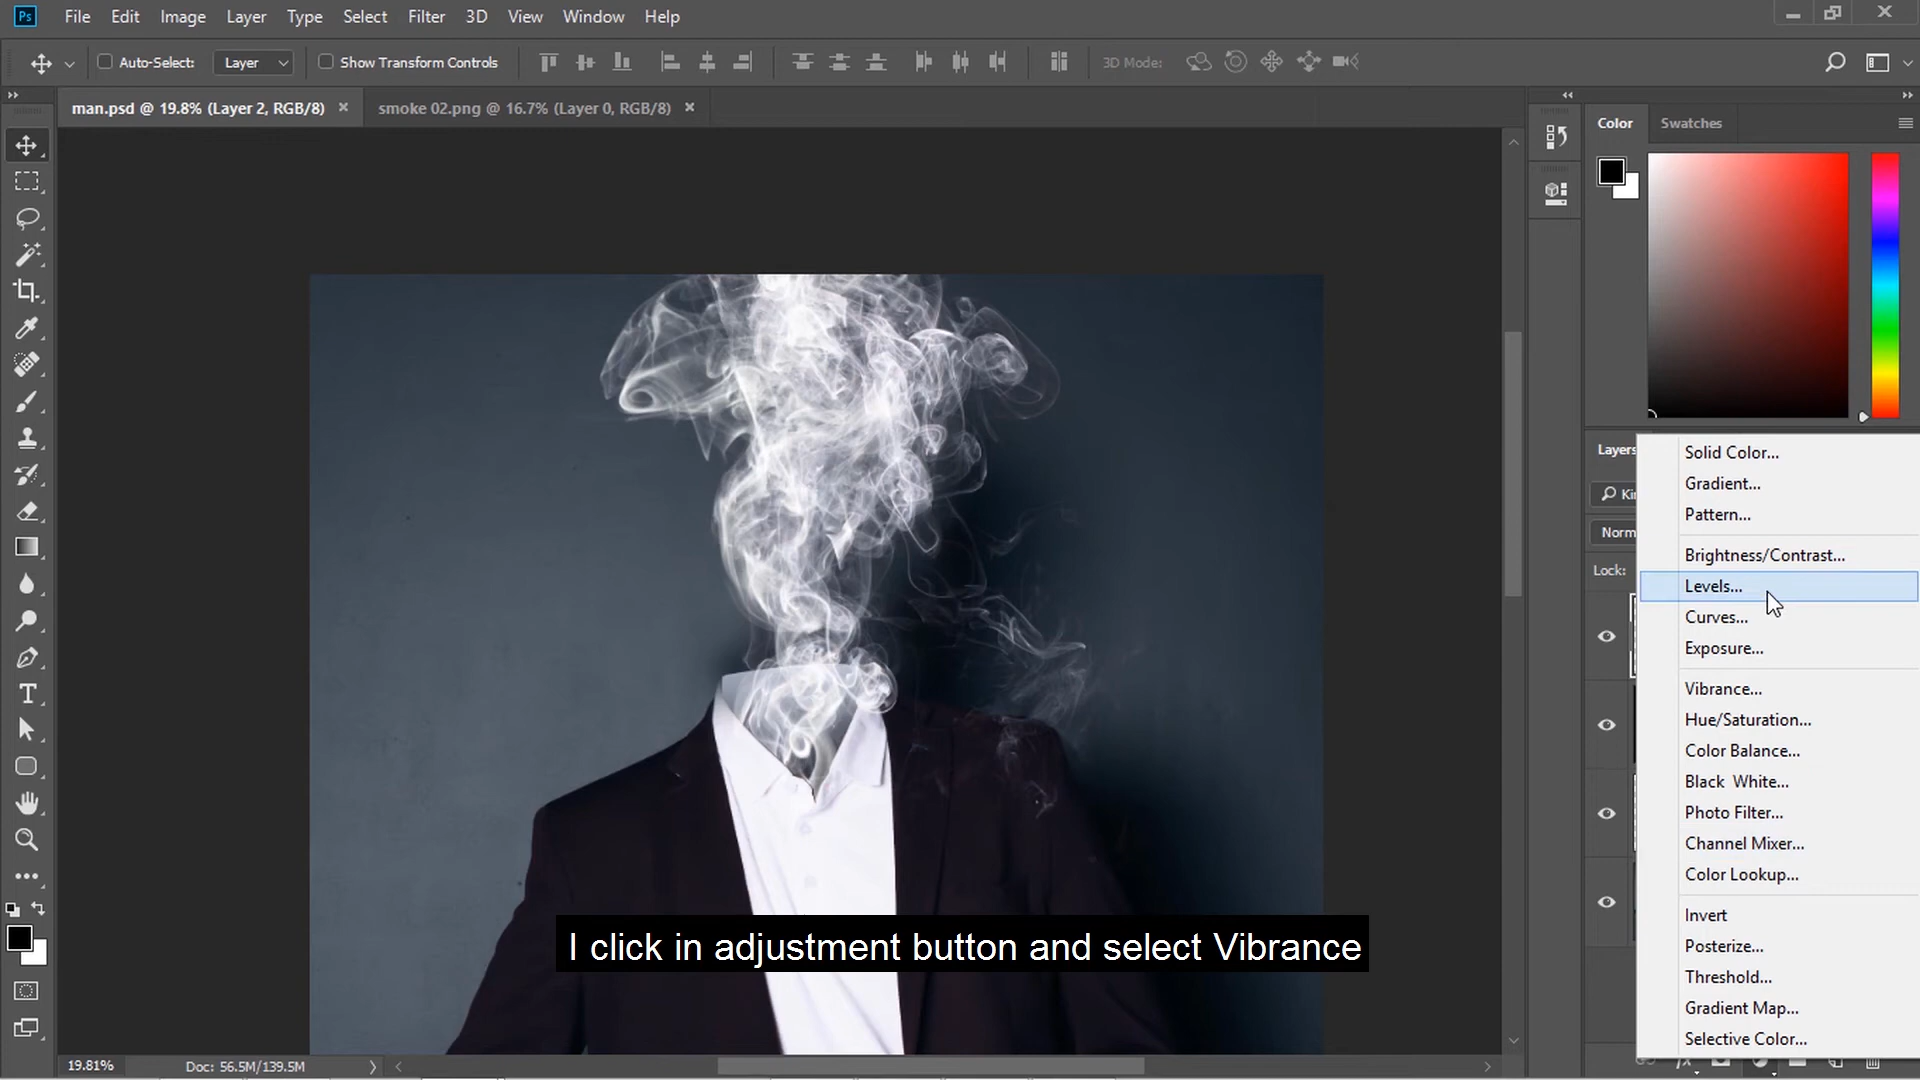 Ps File Edit Image Layer Type Select Filter 3D View Window Help
Auto-Select: Layer Show Transform Controls 3D Mode:
man.psd @ 19.8% (Layer 2, RGB/8) × smoke 02.png @ 16.7% (Layer 0, RGB/8) ×
Color Swatches
Layers
Norm
Lock:
Solid Color...
Gradient...
Pattern...
Brightness/Contrast...
Levels...
Curves...
Exposure...
Vibrance...
Hue/Saturation...
Color Balance...
Black White...
Photo Filter...
Channel Mixer...
Color Lookup...
Invert
Posterize...
Threshold...
Gradient Map...
Selective Color...
I click in adjustment button and select Vibrance
19.81% Doc: 56.5M/139.5M